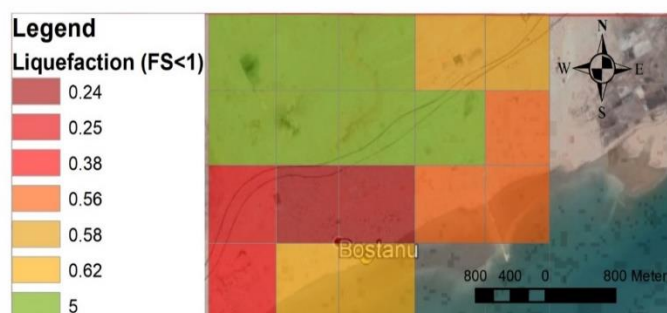 Legend
Liquefaction (FS<1)
0.24
0.25
0.38
0.56
0.58
0.62
5
N
W E
S
Bostanu
800 400 0 800 Meter